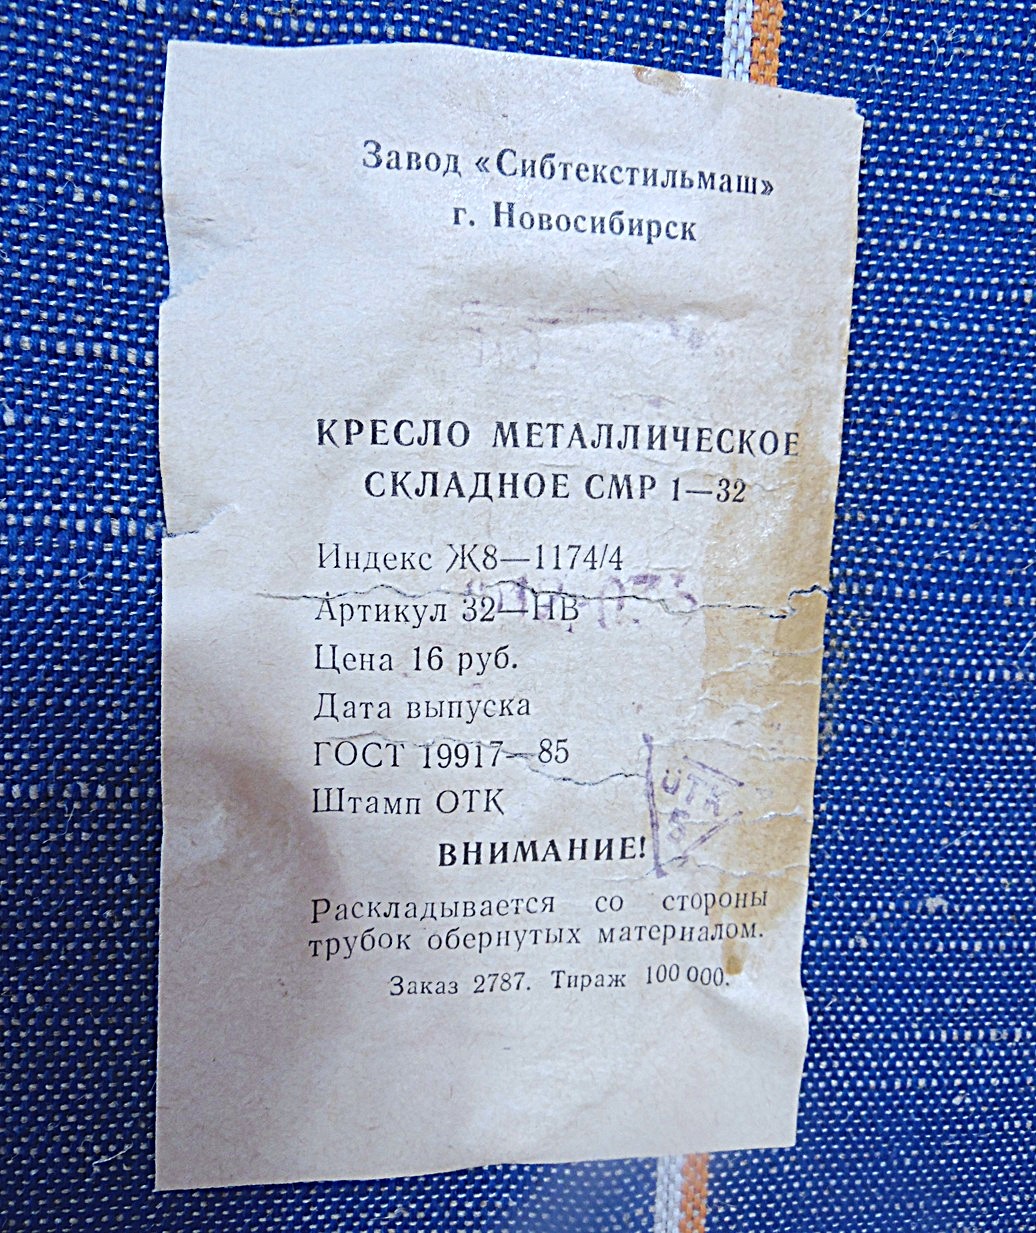 Завод «Сибтекстильмаш»
г. Новосибирск
КРЕСЛО МЕТАЛЛИЧЕСКОЕ
СКЛАДНОЕ СМР 1—32
Индекс Ж8—1174/4
Артикул 32—НВ
Цена 16 руб.
Дата выпуска
ГОСТ 19917—85
Штамп ОТК
ОТК
ВНИМАНИЕ!
Раскладывается со стороны
трубок обернутых материалом.
Заказ 2787. Тираж 100 000.